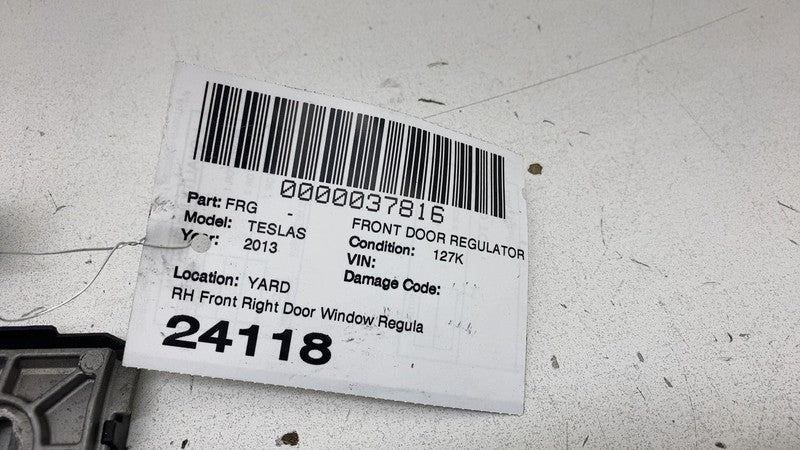 0000037816
Part: FRG - FRONT DOOR REGULATOR
Model: TESLAS Condition: 127K
Year: 2013 VIN:
Damage Code:
Location: YARD
RH Front Right Door Window Regula
24118